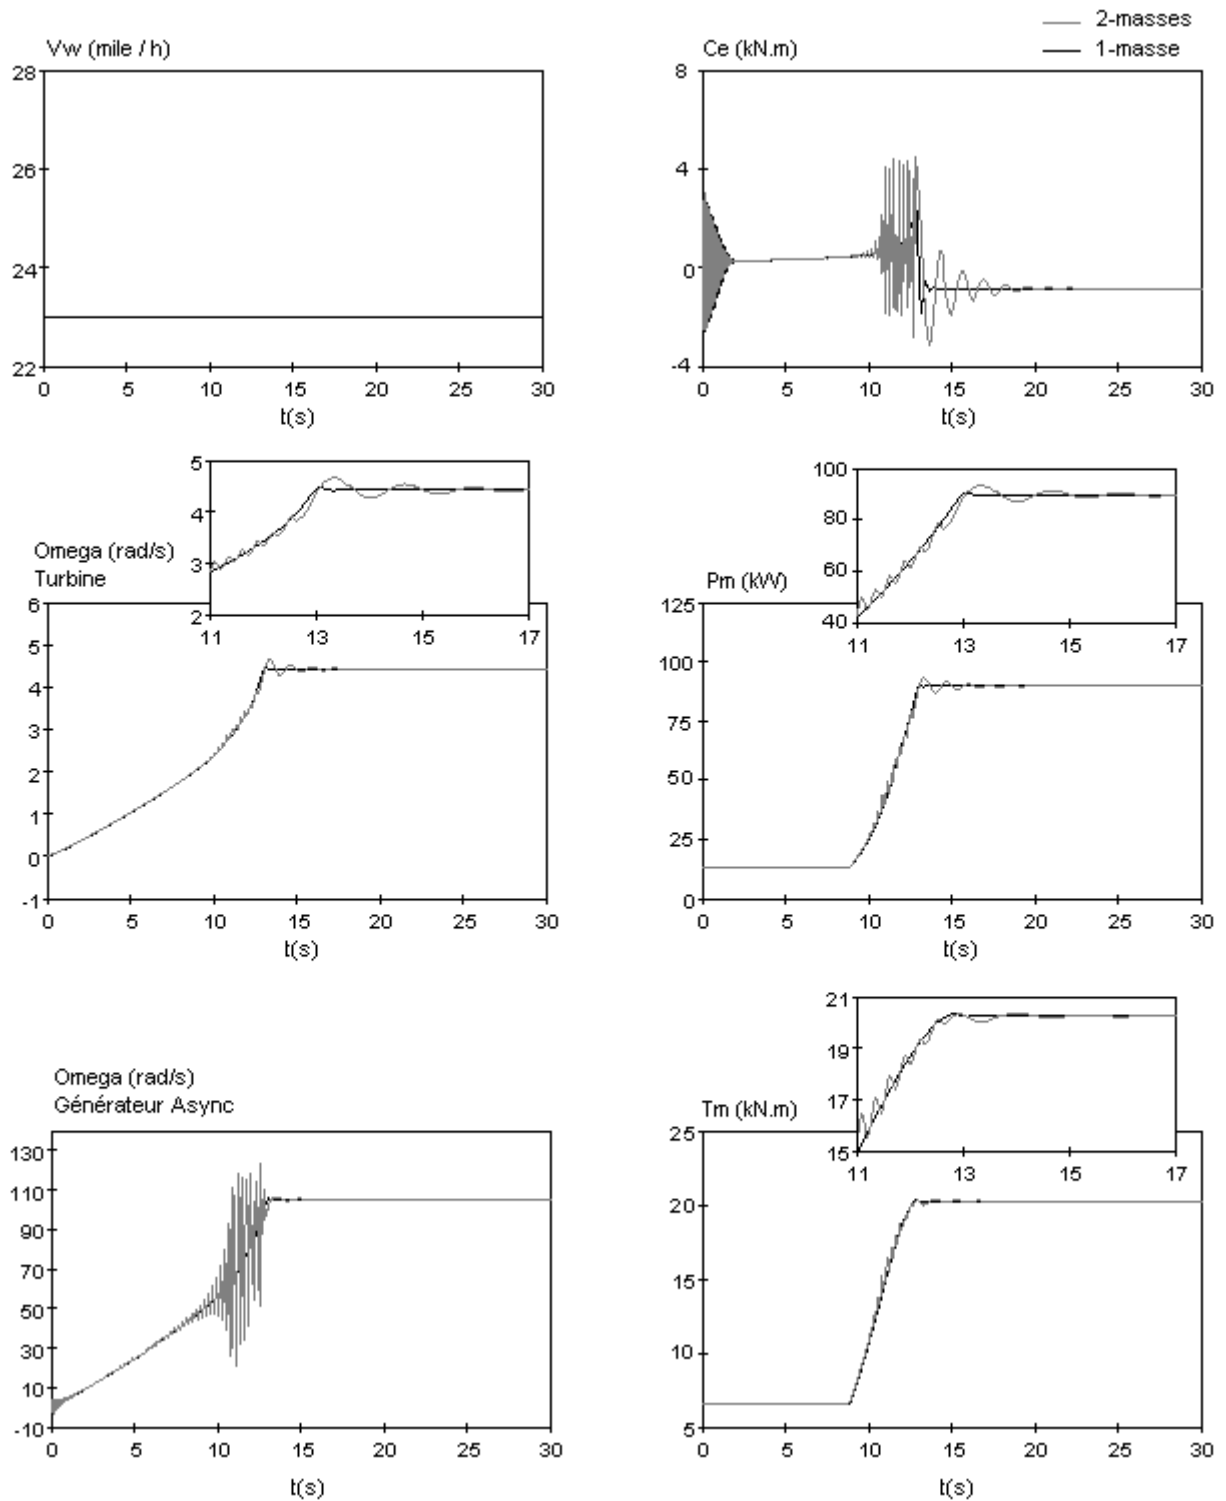 2-masses
1-masse
Vw (mile / h)
28
26
24
22
0 5 10 15 20 25 30
t(s)
Ce (kN.m)
8
4
0
-4
0 5 10 15 20 25 30
t(s)
5
4
3
2
11 13 15 17
Omega (rad/s)
Turbine
6
5
4
3
2
1
0
-1
0 5 10 15 20 25 30
t(s)
100
80
60
40
11 13 15 17
Pm (kW)
125
100
75
50
25
0
0 5 10 15 20 25 30
t(s)
Omega (rad/s)
Générateur Async
130
110
90
70
50
30
10
-10
0 5 10 15 20 25 30
t(s)
21
19
17
15
11 13 15 17
Tm (kN.m)
25
20
15
10
5
0 5 10 15 20 25 30
t(s)